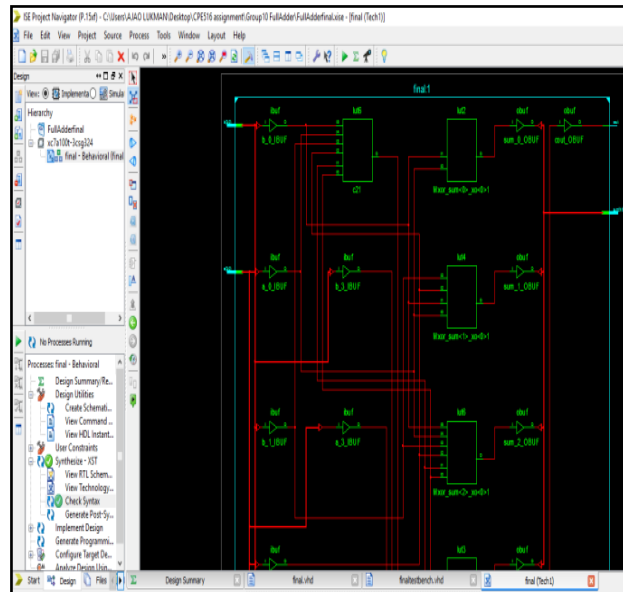 ISE Project Navigator (P.15xf) - C:\Users\AJAO LUKMAN\Desktop\CPE516 assignment\Group10 FullAdder\FullAdderfinal.xise - [final (Tech1)]
File Edit View Project Source Process Tools Window Layout Help
Design
View: Implementa Simula
Hierarchy
FullAdderfinal
xc7a100t-3csg324
final - Behavioral (final
No Processes Running
Processes: final - Behavioral
Design Summary/Re...
Design Utilities
Create Schemati...
View Command ...
View HDL Instant...
User Constraints
Synthesize - XST
View RTL Schem...
View Technology...
Check Syntax
Generate Post-Sy...
Implement Design
Generate Programmi...
Configure Target De...
Analyze Design Usin...
Start Design Files
final:1
ibuf
b_0_IBUF
lut6
c21
lut2
Mxor_sum<0>_xo<0>1
obuf
sum_0_OBUF
obuf
cout_OBUF
ibuf
a_0_IBUF
ibuf
b_3_IBUF
lut4
Mxor_sum<1>_xo<0>1
obuf
sum_1_OBUF
ibuf
b_1_IBUF
ibuf
a_3_IBUF
lut6
Mxor_sum<2>_xo<0>1
obuf
sum_2_OBUF
ibuf
lut3
obuf
Design Summary
final.vhd
finaltestbench.vhd
final (Tech1)